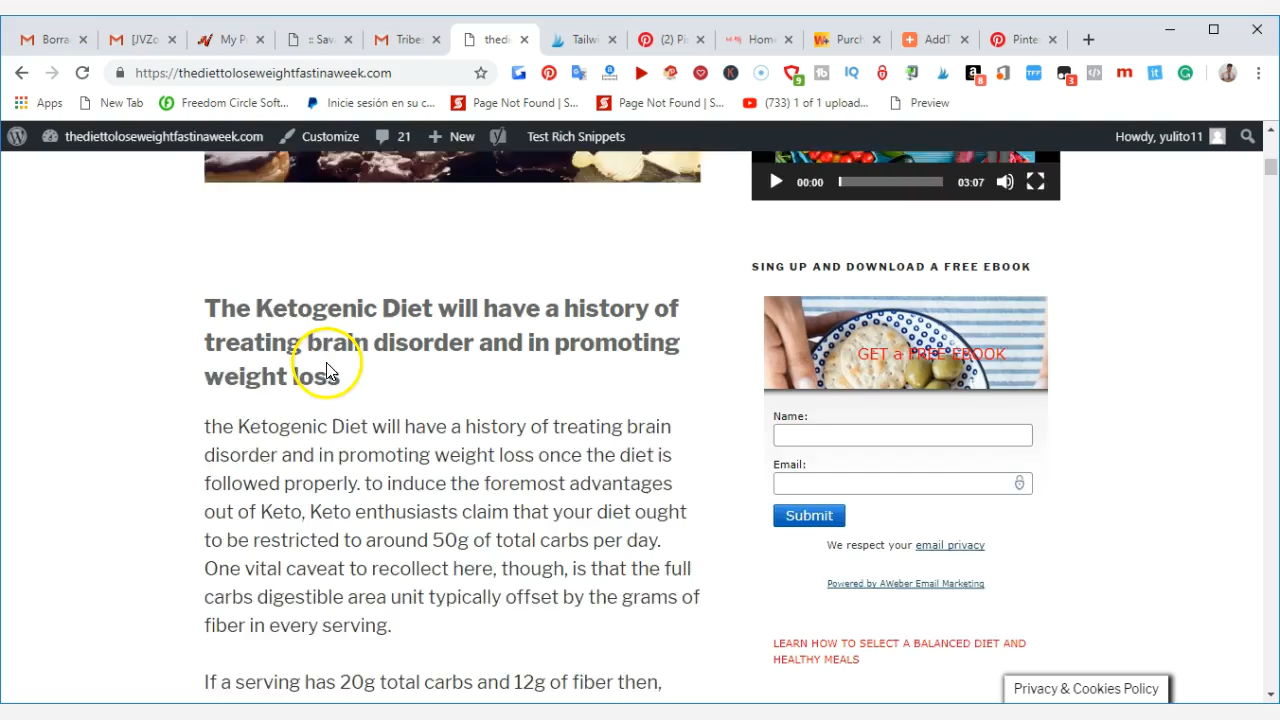 Borra
[JVZo
My P
:: Sav
Tribe
thedi
Tailwi
(2) Pi
Home
Purch
AddT
Pinte
https://thediettoloseweightfastinaweek.com
Apps
New Tab
Freedom Circle Soft...
Inicie sesión en su c...
Page Not Found | S...
Page Not Found | S...
(733) 1 of 1 upload...
Preview
thediettoloseweightfastinaweek.com
Customize
21
New
Test Rich Snippets
Howdy, yulito11
00:00
03:07
The Ketogenic Diet will have a history of
treating brain disorder and in promoting
weight loss
the Ketogenic Diet will have a history of treating brain
disorder and in promoting weight loss once the diet is
followed properly. to induce the foremost advantages
out of Keto, Keto enthusiasts claim that your diet ought
to be restricted to around 50g of total carbs per day.
One vital caveat to recollect here, though, is that the full
carbs digestible area unit typically offset by the grams of
fiber in every serving.
If a serving has 20g total carbs and 12g of fiber then,
SING UP AND DOWNLOAD A FREE EBOOK
GET a FREE EBOOK
Name:
Email:
Submit
We respect your email privacy
Powered by AWeber Email Marketing
LEARN HOW TO SELECT A BALANCED DIET AND
HEALTHY MEALS
Privacy & Cookies Policy